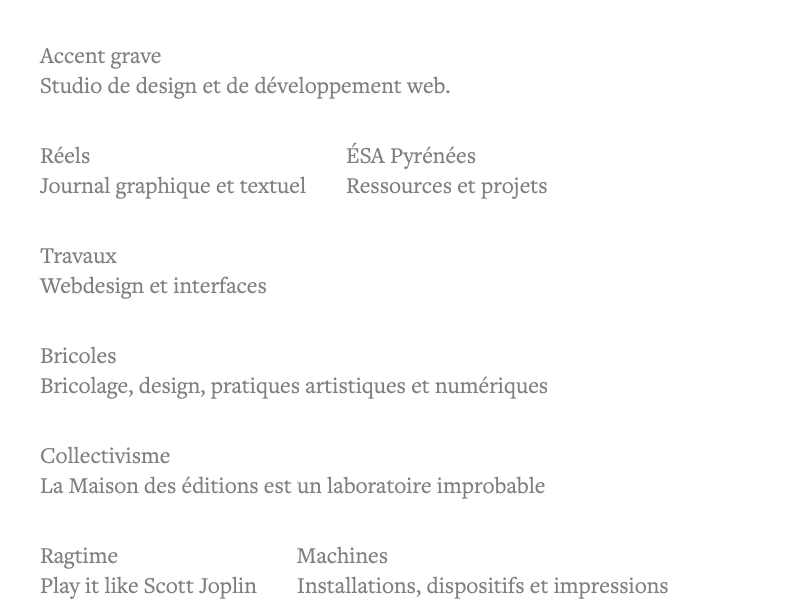 Accent grave
Studio de design et de développement web.
Réels
Journal graphique et textuel
ÉSA Pyrénées
Ressources et projets
Travaux
Webdesign et interfaces
Bricoles
Bricolage, design, pratiques artistiques et numériques
Collectivisme
La Maison des éditions est un laboratoire improbable
Ragtime
Play it like Scott Joplin
Machines
Installations, dispositifs et impressions